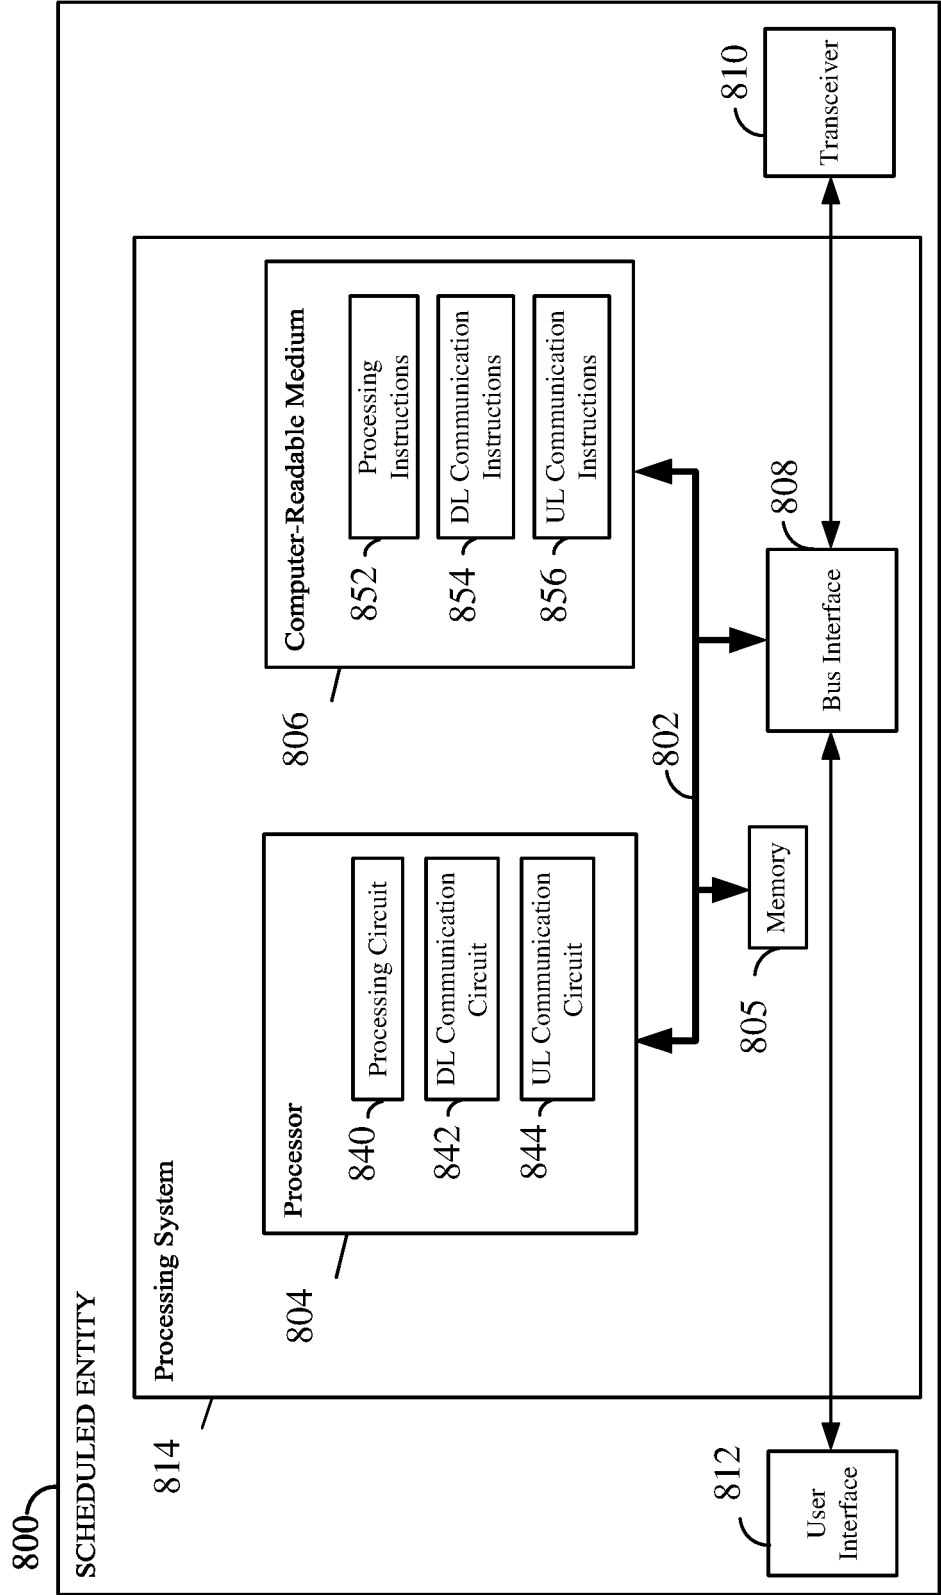 800
SCHEDULED ENTITY
814
Processing System
804
Processor
840
Processing Circuit
842
DL Communication
Circuit
844
UL Communication
Circuit
806
Computer-Readable Medium
852
Processing
Instructions
854
DL Communication
Instructions
856
UL Communication
Instructions
802
805
Memory
808
Bus Interface
812
User
Interface
810
Transceiver